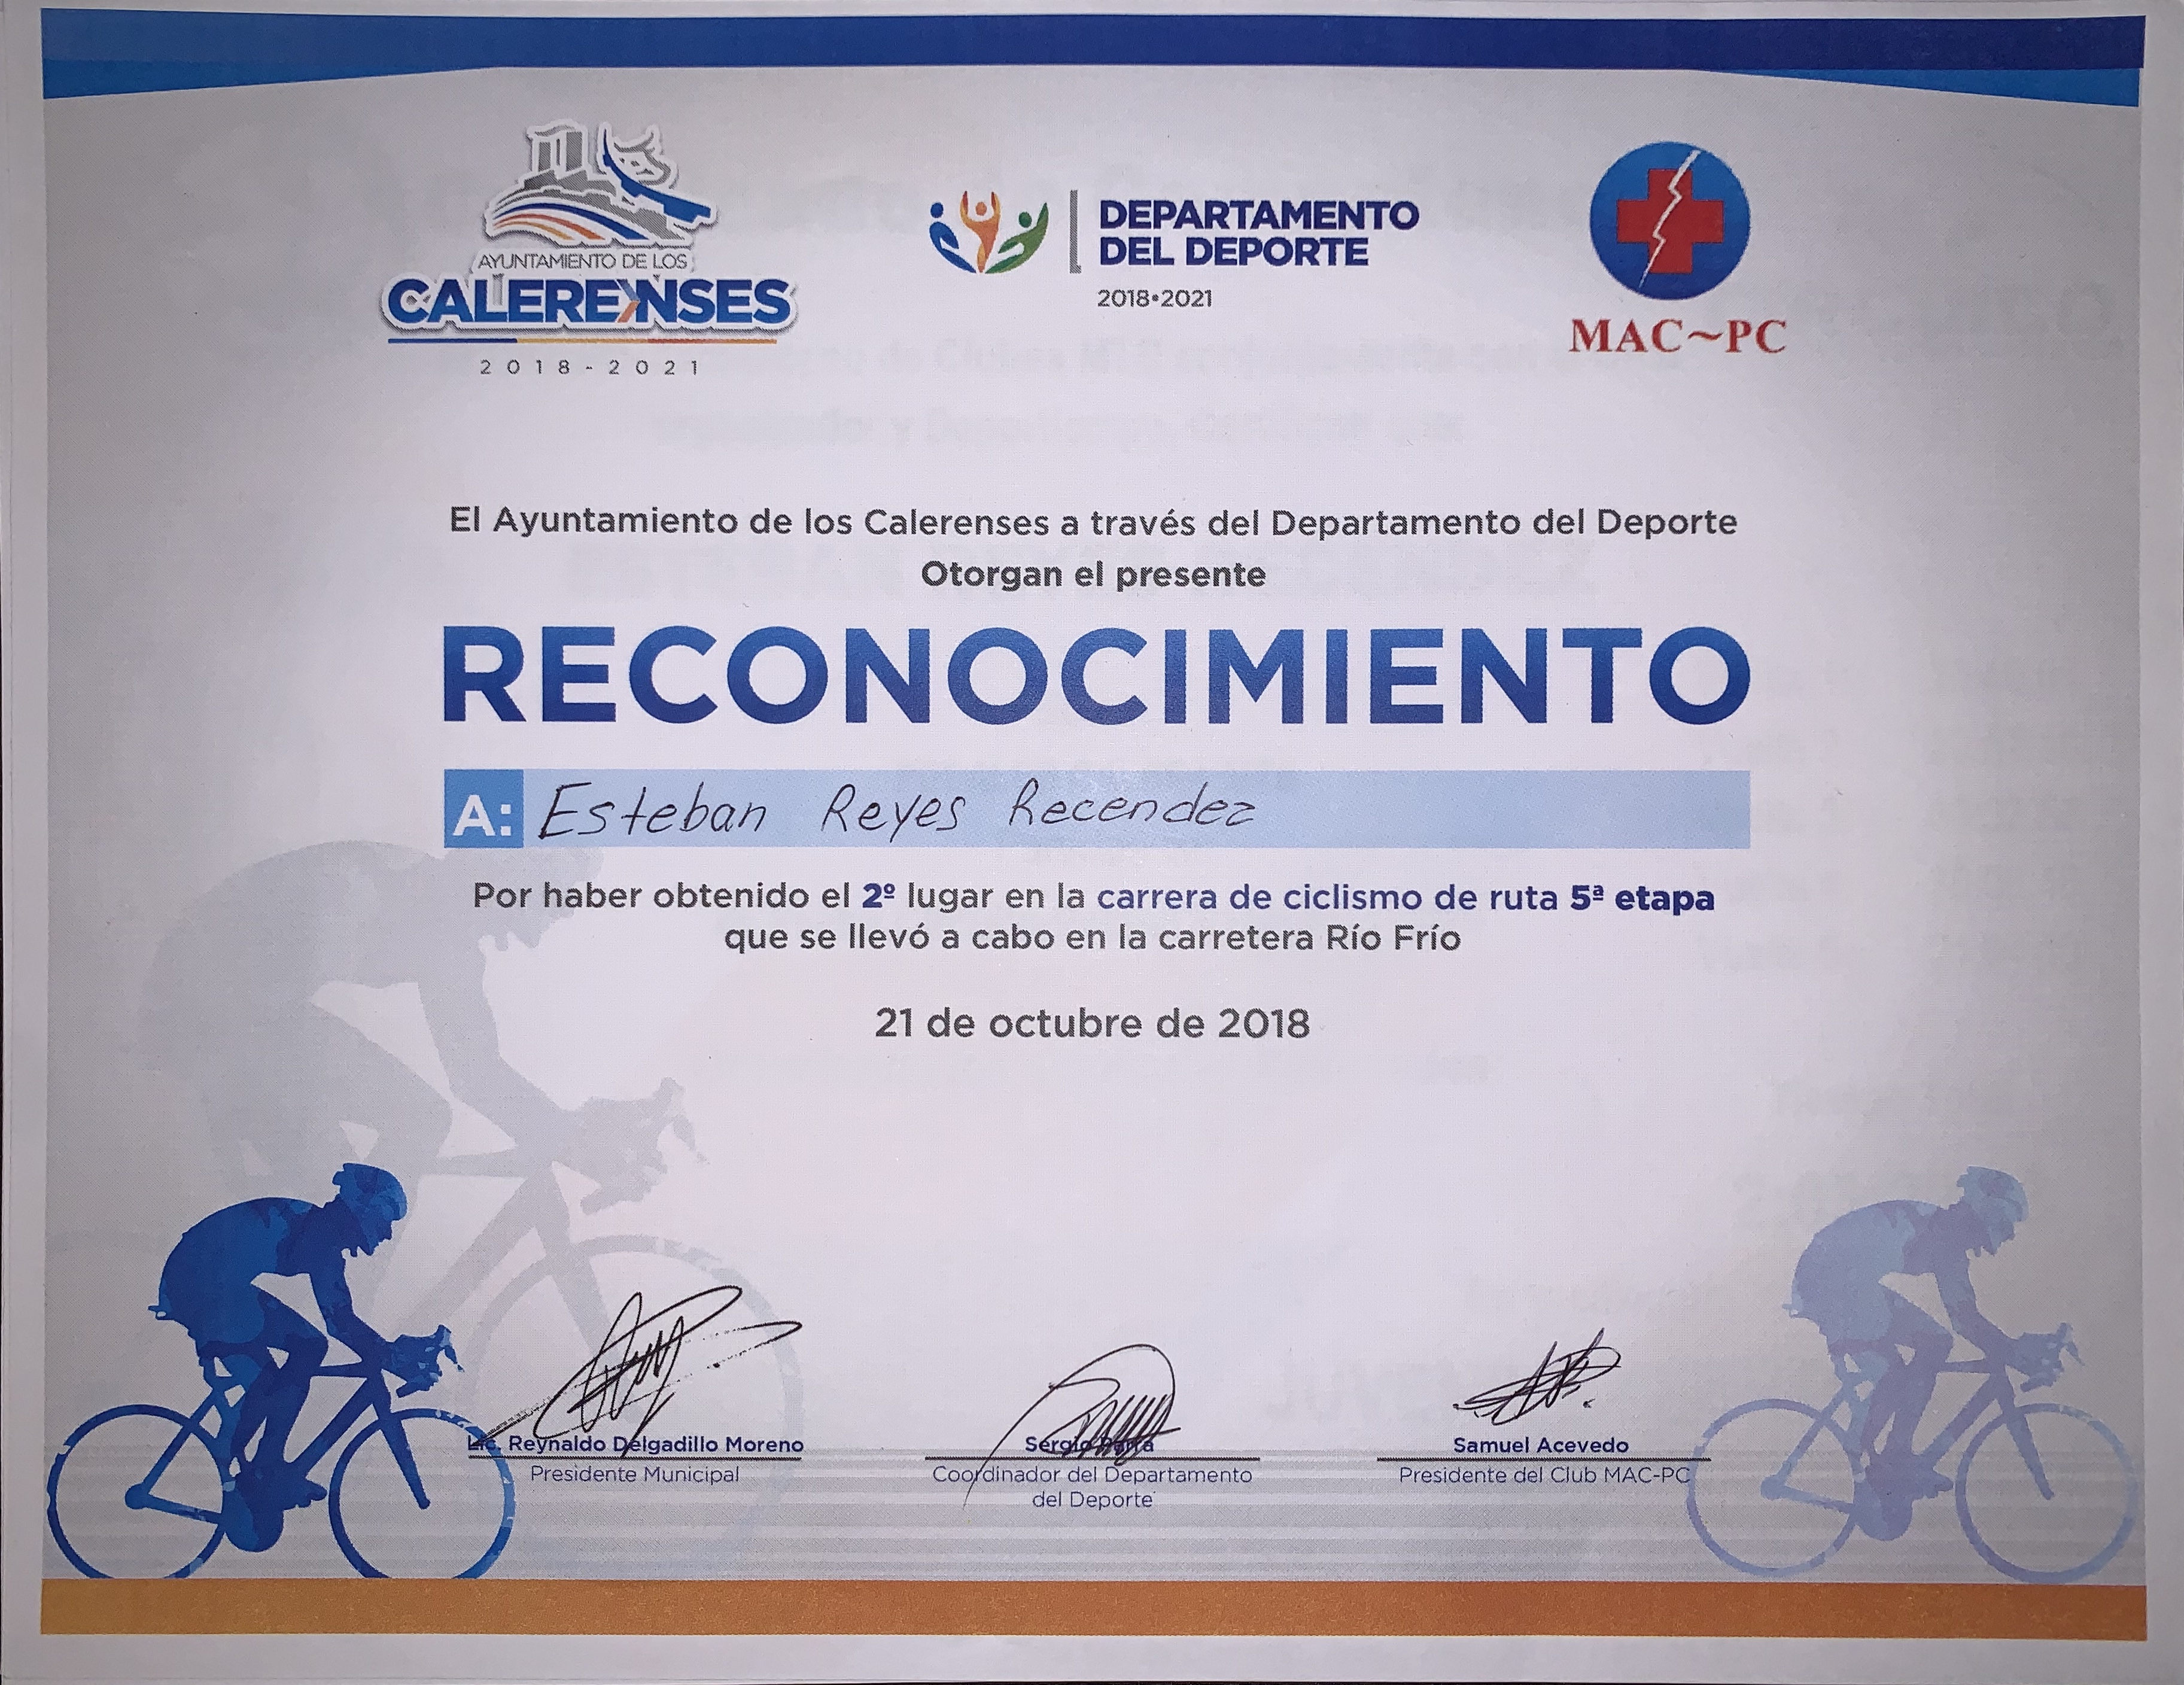 AYUNTAMIENTO DE LOS
CALERENSES
2018-2021
DEPARTAMENTO
DEL DEPORTE
2018•2021
MAC~PC
El Ayuntamiento de los Calerenses a través del Departamento del Deporte
Otorgan el presente
RECONOCIMIENTO
A: Esteban Reyes Recendez
Por haber obtenido el 2º lugar en la carrera de ciclismo de ruta 5ª etapa
que se llevó a cabo en la carretera Río Frío
21 de octubre de 2018
Lic. Reynaldo Delgadillo Moreno
Presidente Municipal
Sergio Parra
Coordinador del Departamento
del Deporte
Samuel Acevedo
Presidente del Club MAC-PC